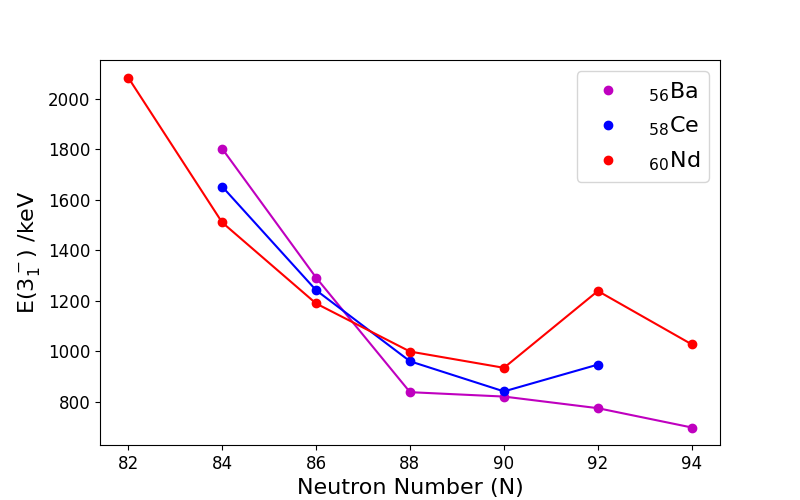 ₅₆Ba
₅₈Ce
₆₀Nd
E(3₁⁻) /keV
2000
1800
1600
1400
1200
1000
800
82 84 86 88 90 92 94
Neutron Number (N)